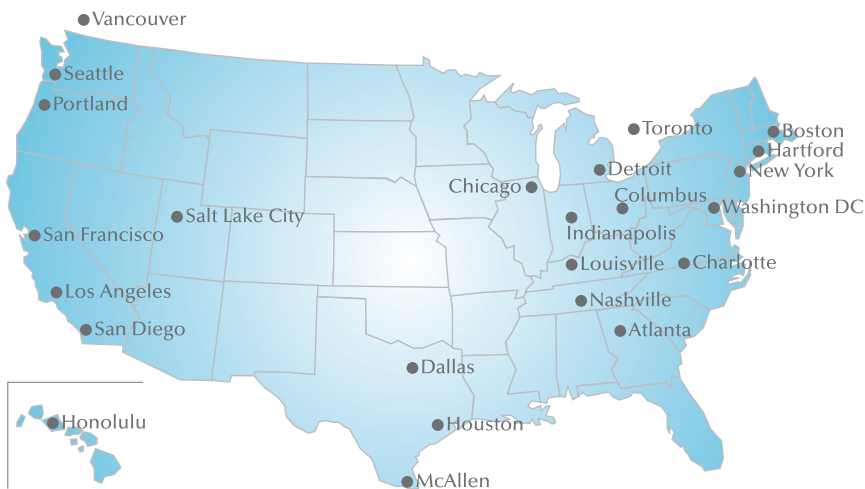 Vancouver
Seattle
Portland
Toronto
Boston
Hartford
Detroit
New York
Chicago
Columbus
Washington DC
Salt Lake City
Indianapolis
San Francisco
Louisville
Charlotte
Los Angeles
Nashville
San Diego
Atlanta
Dallas
Honolulu
Houston
McAllen